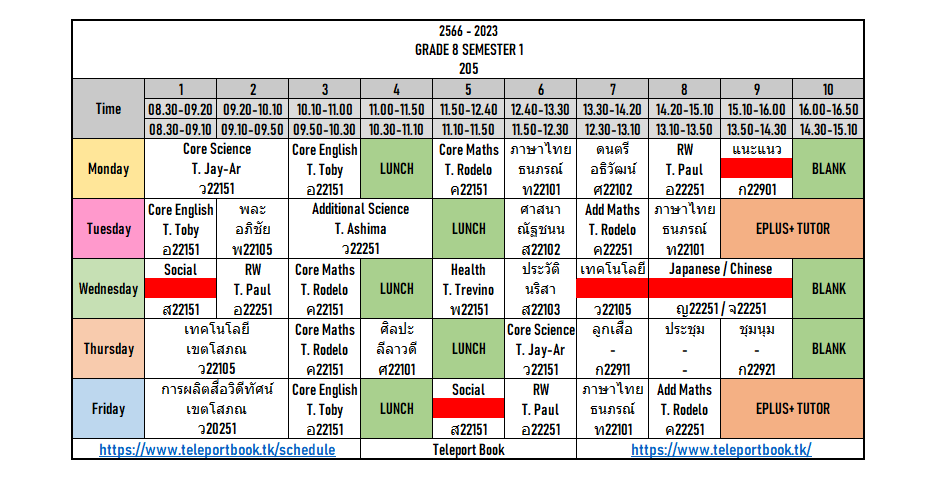 2566 - 2023
GRADE 8 SEMESTER 1
205
Time
1 2 3 4 5 6 7 8 9 10
08.30-09.20 09.20-10.10 10.10-11.00 11.00-11.50 11.50-12.40 12.40-13.30 13.30-14.20 14.20-15.10 15.10-16.00 16.00-16.50
08.30-09.10 09.10-09.50 09.50-10.30 10.30-11.10 11.10-11.50 11.50-12.30 12.30-13.10 13.10-13.50 13.50-14.30 14.30-15.10
Core Science Core English Core Maths ภาษาไทย ดนตรี RW แนะแนว
Monday T. Jay-Ar T. Toby LUNCH T. Rodelo ธนภรณ์ อธิวัฒน์ T. Paul BLANK
ว22151 อ22151 ค22151 ท22101 ศ22102 อ22251 ก22901
Core English พละ Additional Science ศาสนา Add Maths ภาษาไทย
Tuesday T. Toby อภิชัย T. Ashima LUNCH ณัฐชนน T. Rodelo ธนภรณ์ EPLUS+ TUTOR
อ22151 พ22105 ว22251 ส22102 ค22251 ท22101
Social RW Core Maths Health ประวัติ เทคโนโลยี Japanese / Chinese
Wednesday T. Paul T. Rodelo LUNCH T. Trevino นริสา BLANK
ส22151 อ22251 ค22151 พ22151 ส22103 ว22105 ญ22251 / จ22251
เทคโนโลยี Core Maths ศิลปะ Core Science ลูกเสือ ประชุม ชุมนุม
Thursday เขตโสภณ T. Rodelo ลีลาวดี LUNCH T. Jay-Ar - - - BLANK
ว22105 ค22151 ศ22101 ว22151 ก22911 - ก22921
การผลิตสื่อวิดีทัศน์ Core English Social RW ภาษาไทย Add Maths
Friday เขตโสภณ T. Toby LUNCH T. Paul ธนภรณ์ T. Rodelo EPLUS+ TUTOR
ว20251 อ22151 ส22151 อ22251 ท22101 ค22251
https://www.teleportbook.tk/schedule Teleport Book https://www.teleportbook.tk/